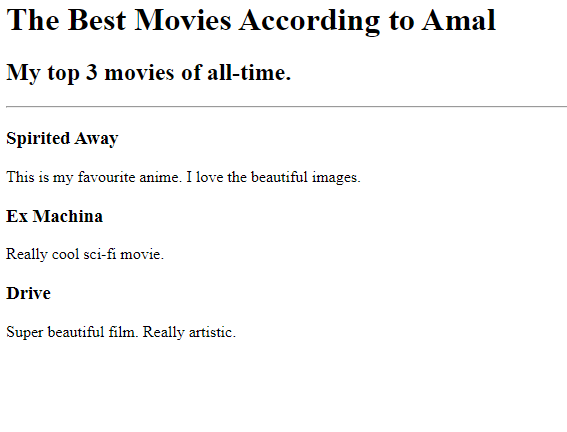 The Best Movies According to Amal
My top 3 movies of all-time.
Spirited Away
This is my favourite anime. I love the beautiful images.
Ex Machina
Really cool sci-fi movie.
Drive
Super beautiful film. Really artistic.